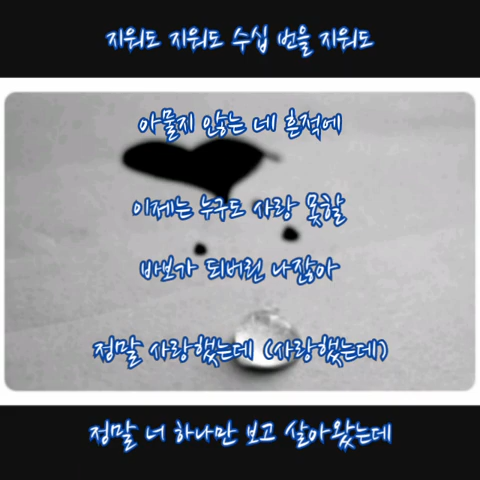 지워도 지워도 수십 번을 지워도
아물지 않는 네 흔적에
이제는 누구도 사랑 못할
바보가 되버린 나잖아
정말 사랑했는데 (사랑했는데)
정말 너 하나만 보고 살아왔는데